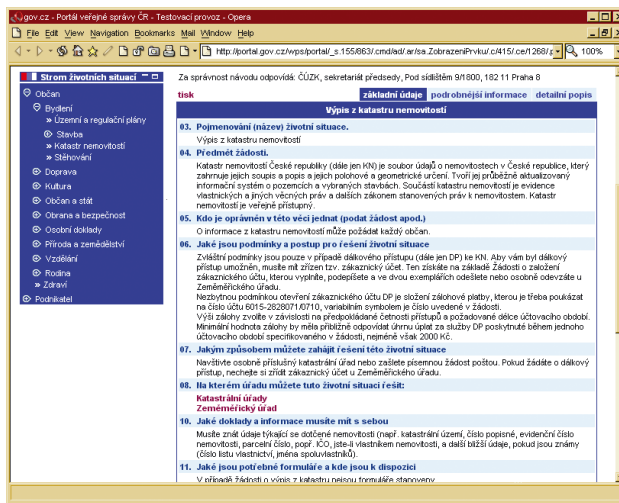 gov.cz - Portál veřejné správy ČR - Testovací provoz - Opera
File Edit View Navigation Bookmarks Mail Window Help
http://portal.gov.cz/wps/portal/_s.155/863/.cmd/ad/.ar/sa.ZobrazeniPrvku/.c/415/.ce/1268/.p
100%
Strom životních situací
Občan
Bydlení
» Územní a regulační plány
Stavba
» Katastr nemovitostí
» Stěhování
Doprava
Kultura
Občan a stát
Obrana a bezpečnost
Osobní doklady
Příroda a zemědělství
Vzdělání
Rodina
» Zdraví
Podnikatel
Za správnost návodu odpovídá: ČÚZK, sekretariát předsedy, Pod sídlištěm 9/1800, 182 11 Praha 8
tisk
základní údaje podrobnější informace detailní popis
Výpis z katastru nemovitostí
03. Pojmenování (název) životní situace.
Výpis z katastru nemovitostí
04. Předmět žádosti.
Katastr nemovitostí České republiky (dále jen KN) je soubor údajů o nemovitostech v České republice, který
zahrnuje jejich soupis a popis a jejich polohové a geometrické určení. Tvoří jej průběžně aktualizovaný
informační systém o pozemcích a vybraných stavbách. Součástí katastru nemovitostí je evidence
vlastnických a jiných věcných práv a dalších zákonem stanovených práv k nemovitostem. Katastr
nemovitostí je veřejně přístupný.
05. Kdo je oprávněn v této věci jednat (podat žádost apod.)
O informace z katastru nemovitostí může požádat každý občan.
06. Jaké jsou podmínky a postup pro řešení životní situace
Zvláštní podmínky jsou pouze v případě dálkového přístupu (dále jen DP) ke KN. Aby vám byl dálkový
přístup umožněn, musíte mít zřízen tzv. zákaznický účet. Ten získáte na základě Žádosti o založení
zákaznického účtu, kterou vyplníte, podepíšete a ve dvou exemplářích odešlete nebo osobně odevzdáte u
Zeměměřického úřadu.
Nezbytnou podmínkou otevření zákaznického účtu DP je složení zálohové platby, kterou je třeba poukázat
na číslo účtu 6015-2828071/0710, variabilním symbolem je číslo uvedené v žádosti.
Výši zálohy zvolíte v závislosti na předpokládané četnosti přístupů a požadované délce účtovacího období.
Minimální hodnota zálohy by měla přibližně odpovídat úhrnu úplat za služby DP poskytnuté během jednoho
účtovacího období specifikovaného v žádosti, nejméně však 2000 Kč.
07. Jakým způsobem můžete zahájit řešení této životní situace
Navštivte osobně příslušný katastrální úřad nebo zašlete písemnou žádost poštou. Pokud žádáte o dálkový
přístup, nechejte si zřídit zákaznický účet u Zeměměřického úřadu.
08. Na kterém úřadu můžete tuto životní situaci řešit:
Katastrální úřady
Zeměměřický úřad
10. Jaké doklady a informace musíte mít s sebou
Musíte znát údaje týkající se dotčené nemovitosti (např. katastrální území, číslo popisné, evidenční číslo
nemovitosti, parcelní číslo, popř. IČO, jste-li vlastníkem nemovitosti, a další bližší údaje, pokud jsou známy
(číslo listu vlastnictví, jména spoluvlastníků).
11. Jaké jsou potřebné formuláře a kde jsou k dispozici
V případě žádosti o výpis z katastru nejsou formuláře stanoveny